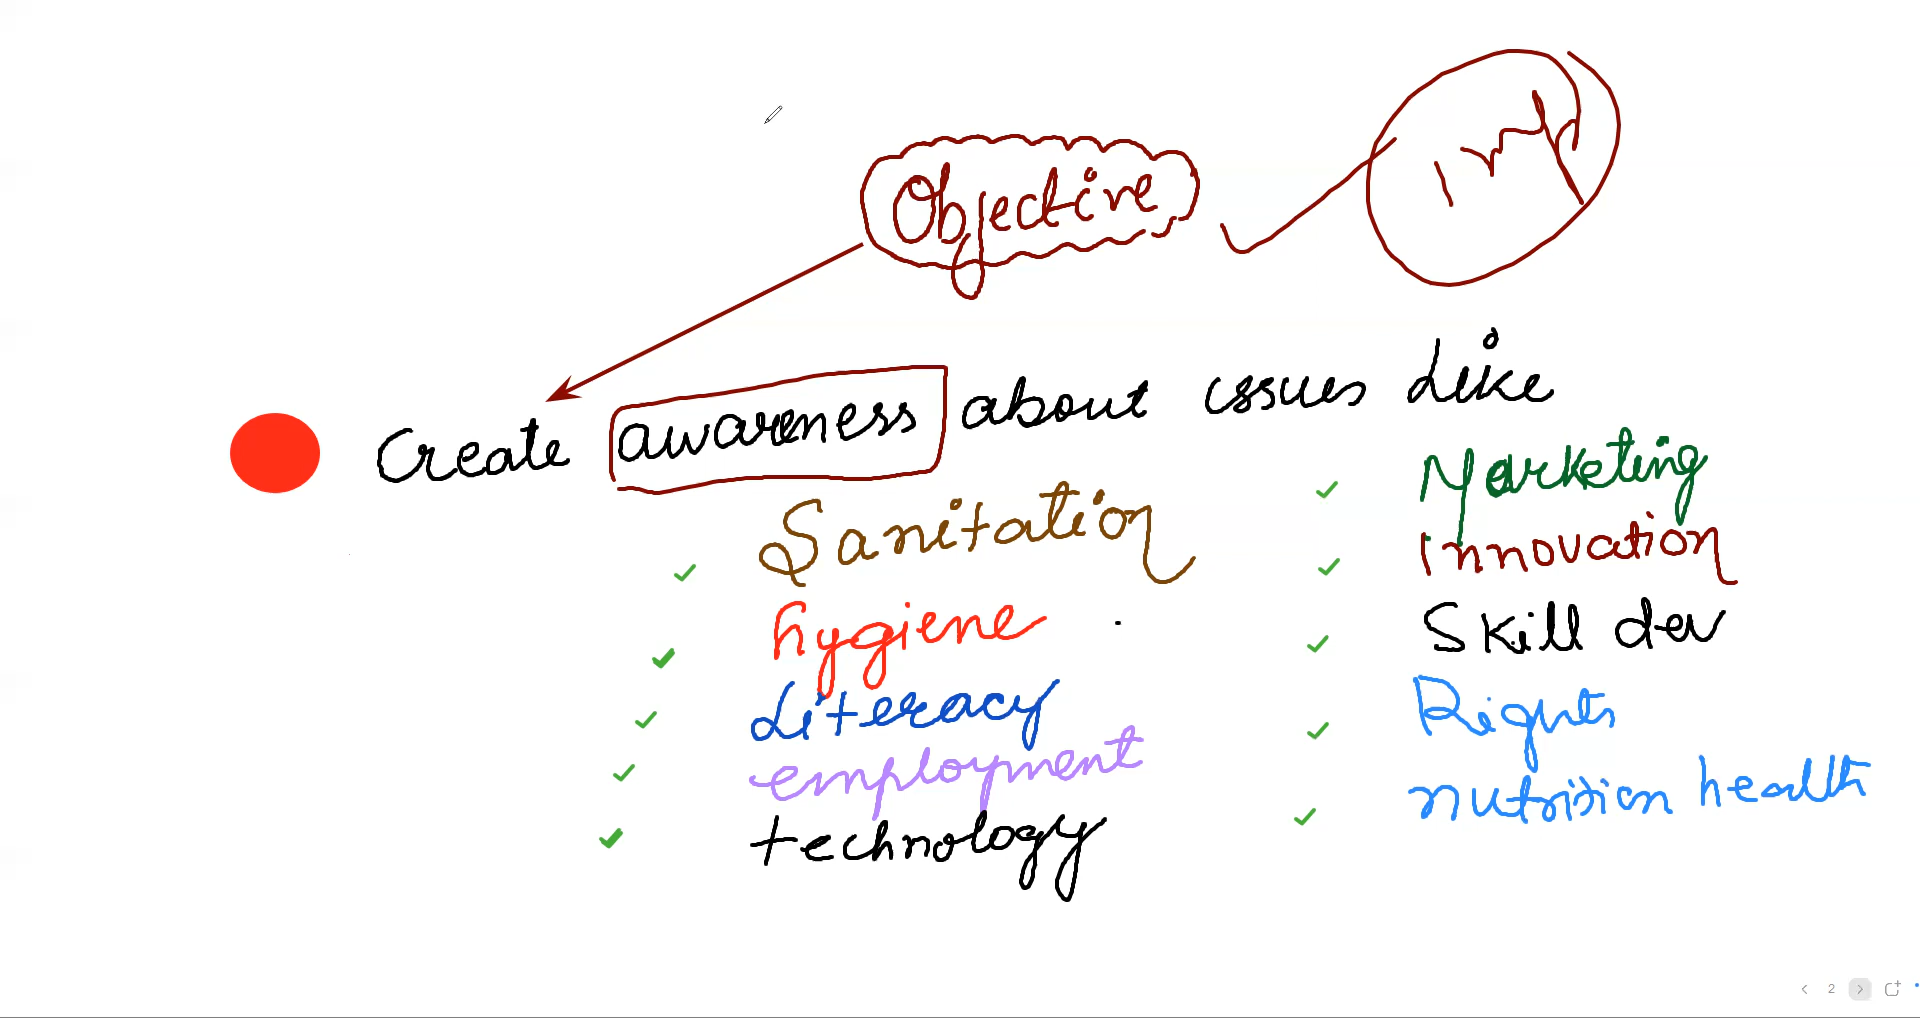 Imp
Objective
Create awareness about issues Like
Sanitation
hygiene
Literacy
employment
technology
Marketing
Innovation
Skill dev
Rights
nutrition health
2